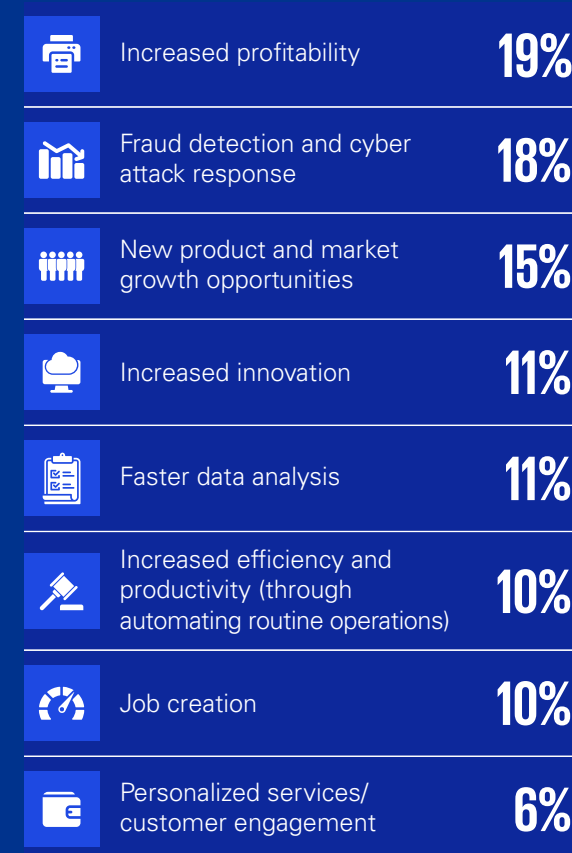 Increased profitability
19%
Fraud detection and cyber
attack response
18%
New product and market
growth opportunities
15%
Increased innovation
11%
Faster data analysis
11%
Increased efficiency and
productivity (through
automating routine operations)
10%
Job creation
10%
Personalized services/
customer engagement
6%